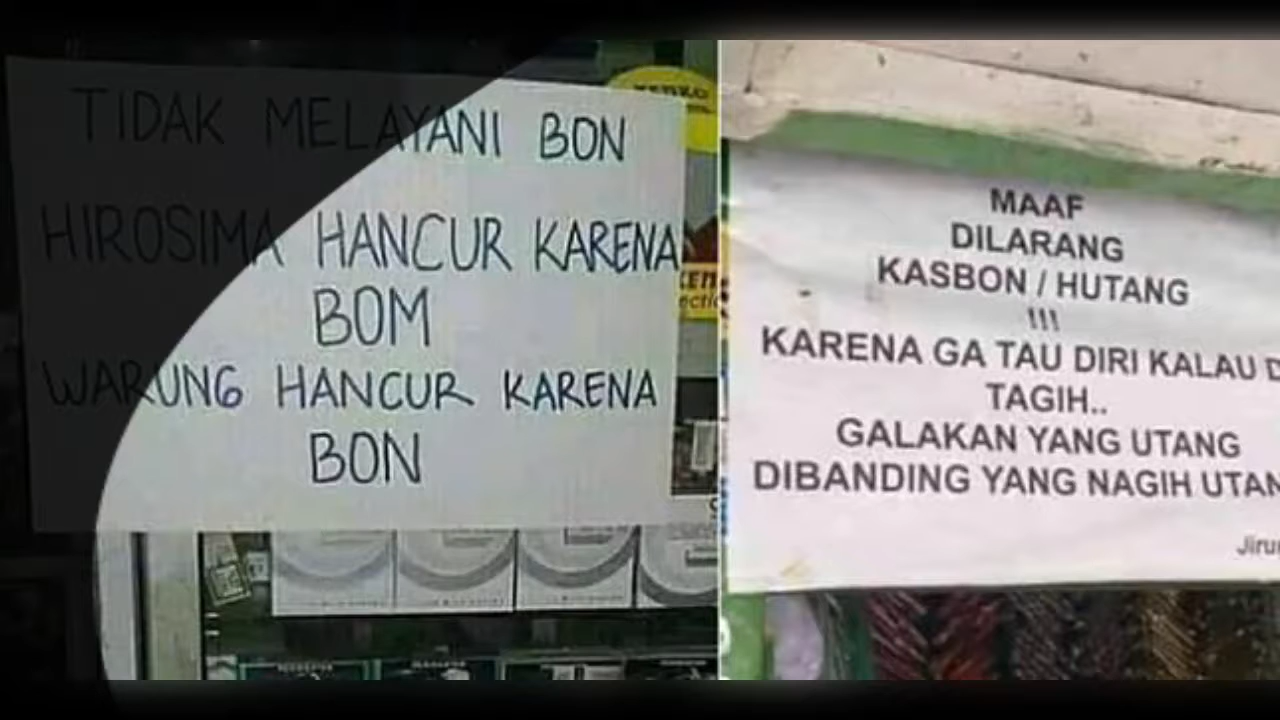 TIDAK MELAYANI BON
HIROSIMA HANCUR KARENA
BOM
WARUNG HANCUR KARENA
BON
MAAF
DILARANG
KASBON / HUTANG
!!!
KARENA GA TAU DIRI KALAU D
TAGIH..
GALAKAN YANG UTANG
DIBANDING YANG NAGIH UTAN